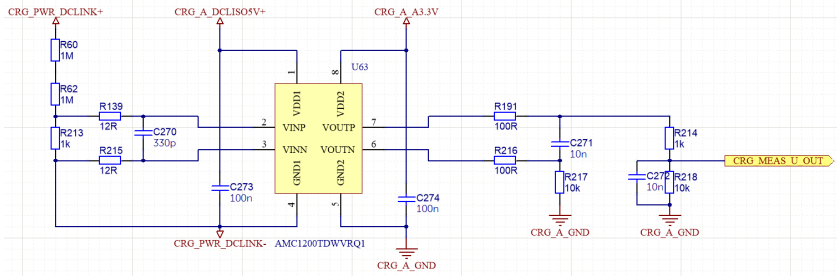 CRG_PWR_DCLINK+
CRG_A_DCLISO5V+
CRG_A_A3.3V
R60
1M
R62
1M
R139
12R
C270
330p
R213
1k
R215
12R
C273
100n
U63
1
VDD1
8
VDD2
2
VINP
VOUTP
7
3
VINN
VOUTN
6
GND1
4
GND2
5
CRG_PWR_DCLINK-
AMC1200TDWVRQ1
C274
100n
CRG_A_GND
R191
100R
C271
10n
R216
100R
R217
10k
CRG_A_GND
R214
1k
CRG_MEAS_U_OUT
C272
10n
R218
10k
CRG_A_GND